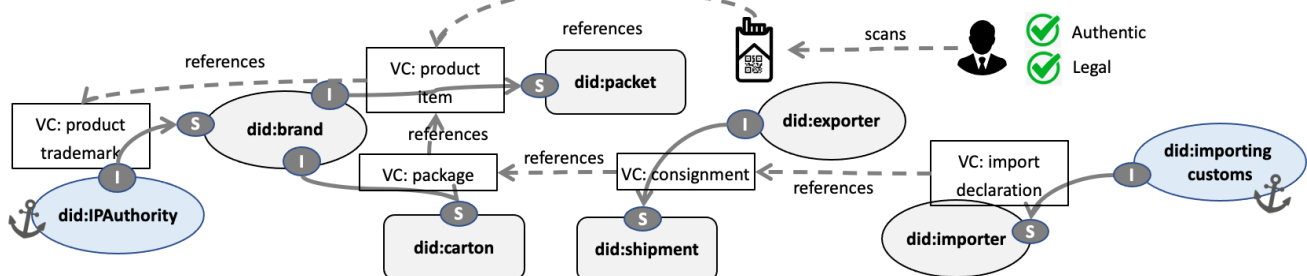 references
scans
Authentic
Legal
references
VC: product
item
I
S
did:packet
VC: product
trademark
S
did:brand
I
did:exporter
references
I
I
did:IPAuthority
VC: package
S
did:carton
references
VC: consignment
S
did:shipment
references
VC: import
declaration
did:importer
S
I
did:importing
customs